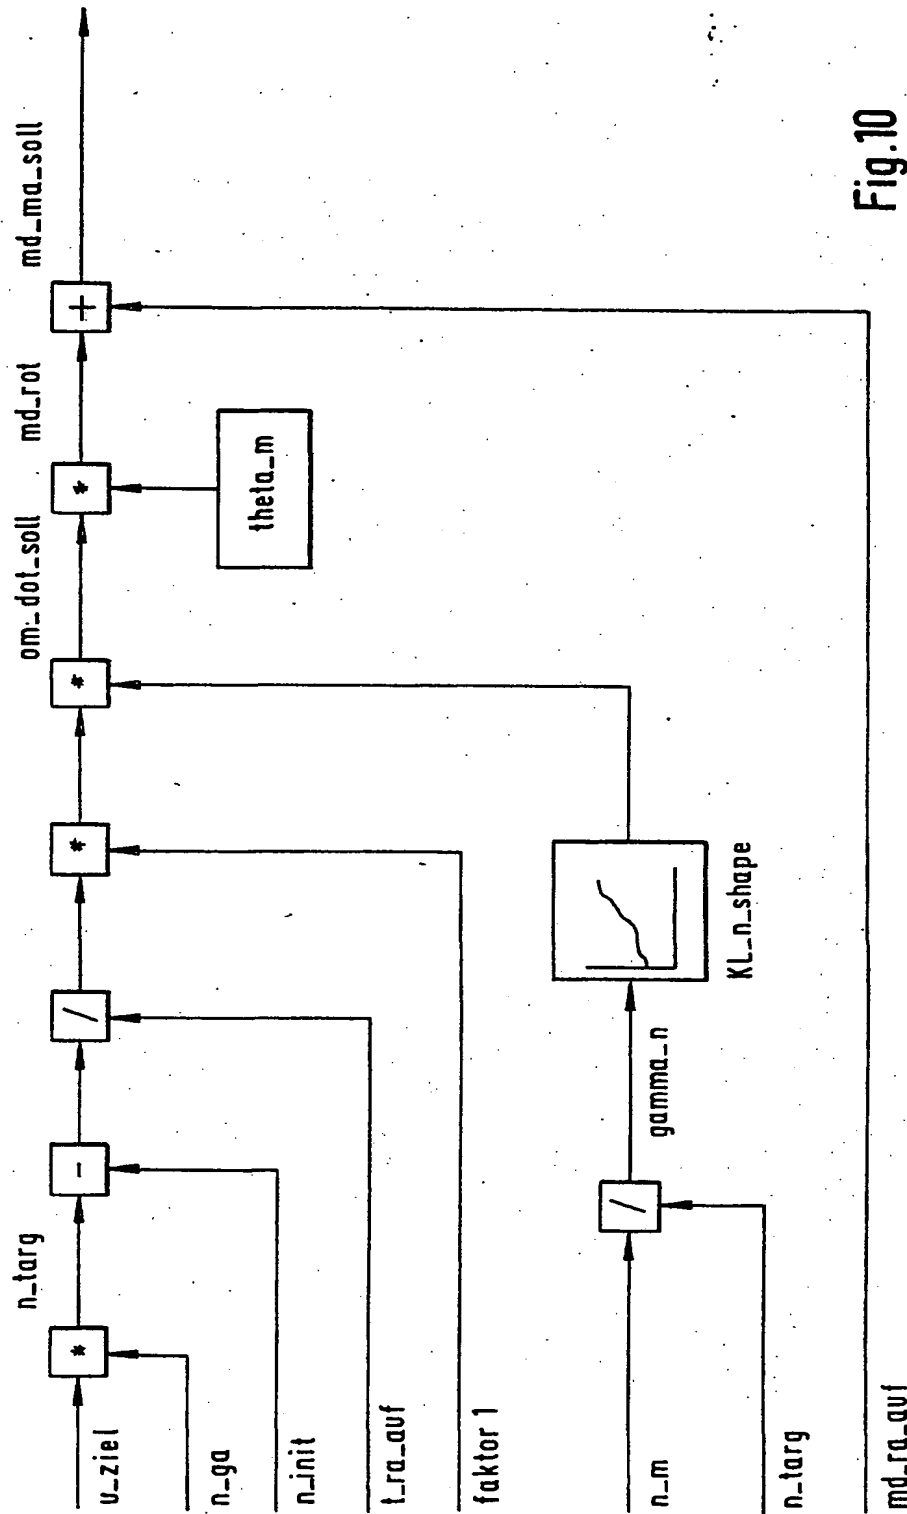 u_ziel
*
n_targ
n_ga
-
n_init
/
t_ra_auf
*
faktor 1
*
om_dot_soll
*
theta_m
md_rot
+
md_ma_soll
n_m
/
n_targ
gamma_n
KL_n_shape
md_ra_auf
Fig.10